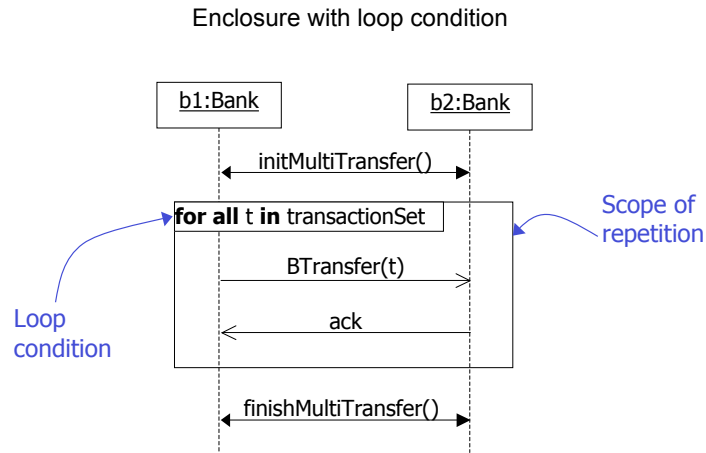 Enclosure with loop condition
b1:Bank
b2:Bank
initMultiTransfer()
for all t in transactionSet
Scope of
repetition
BTransfer(t)
Loop
condition
ack
finishMultiTransfer()